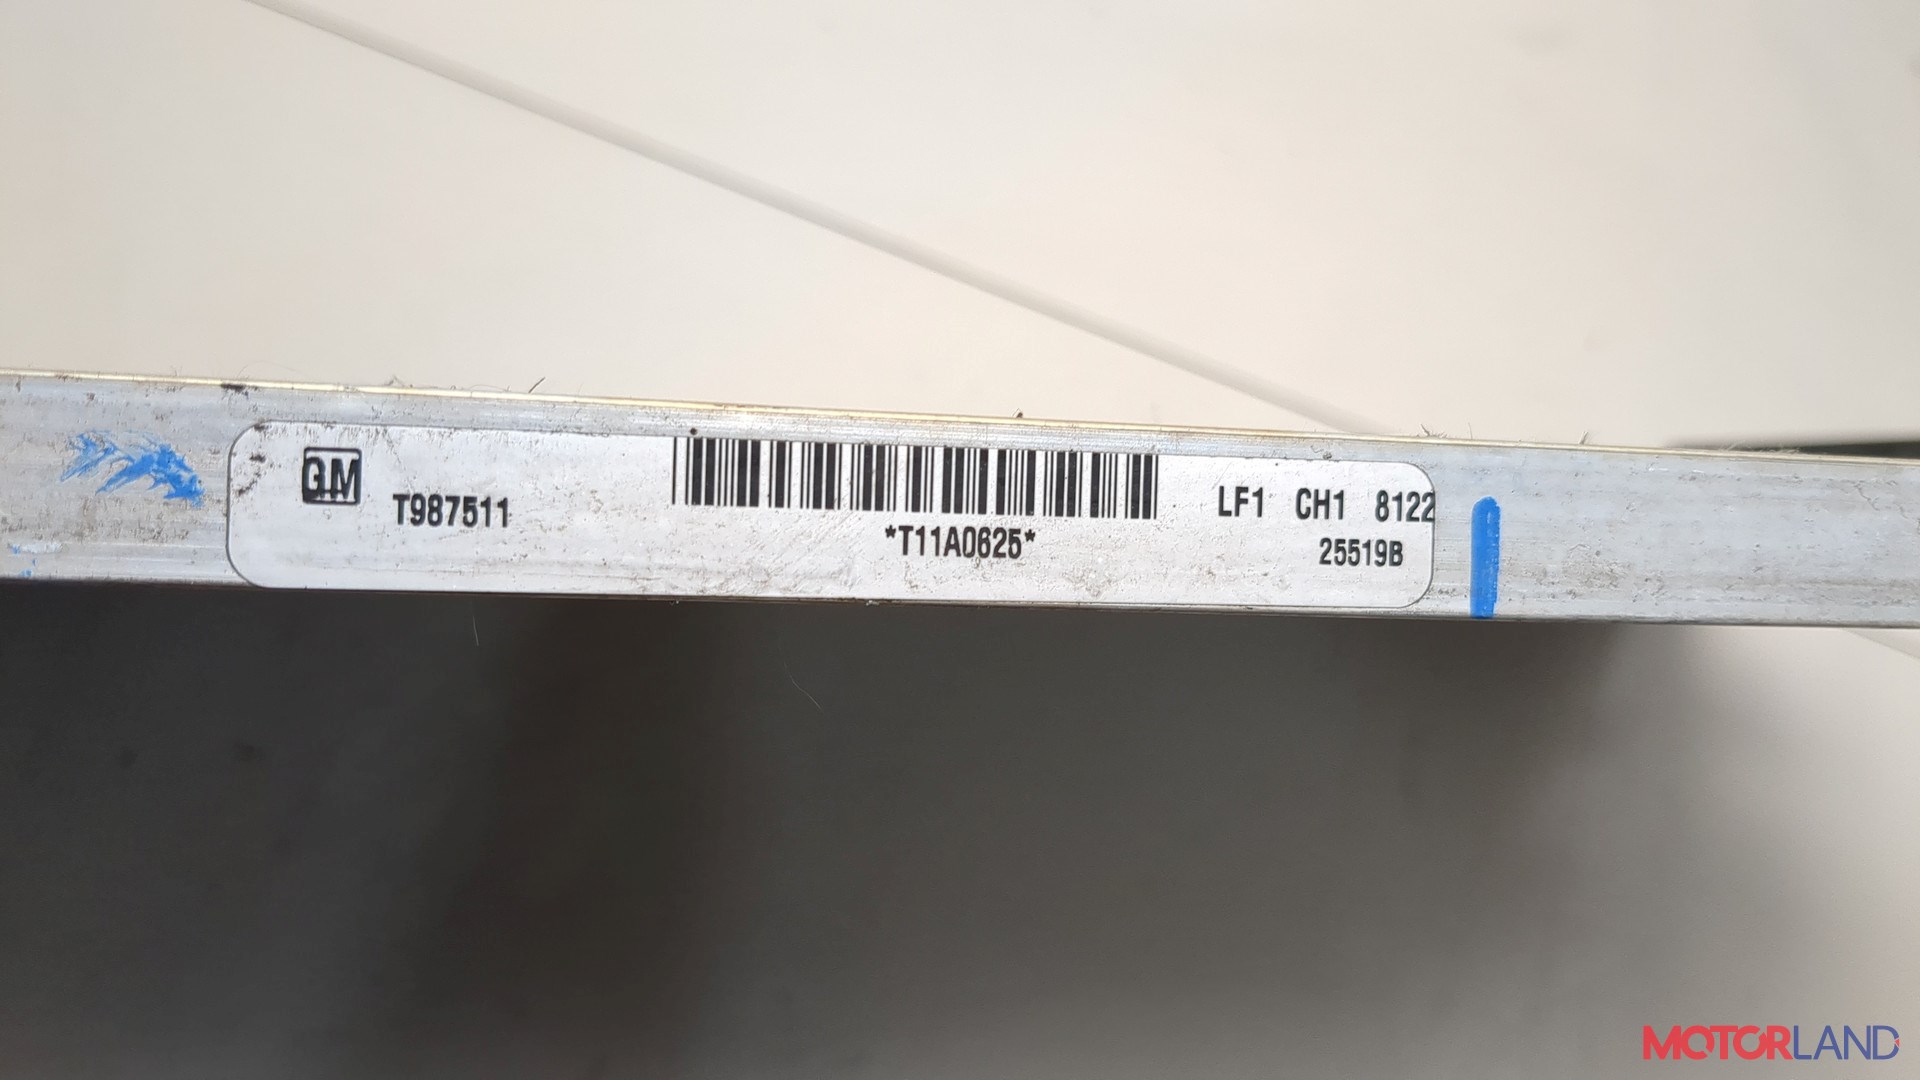 GM
T987511
*T11A0625*
LF1 CH1 8122
25519B
MOTORLAND